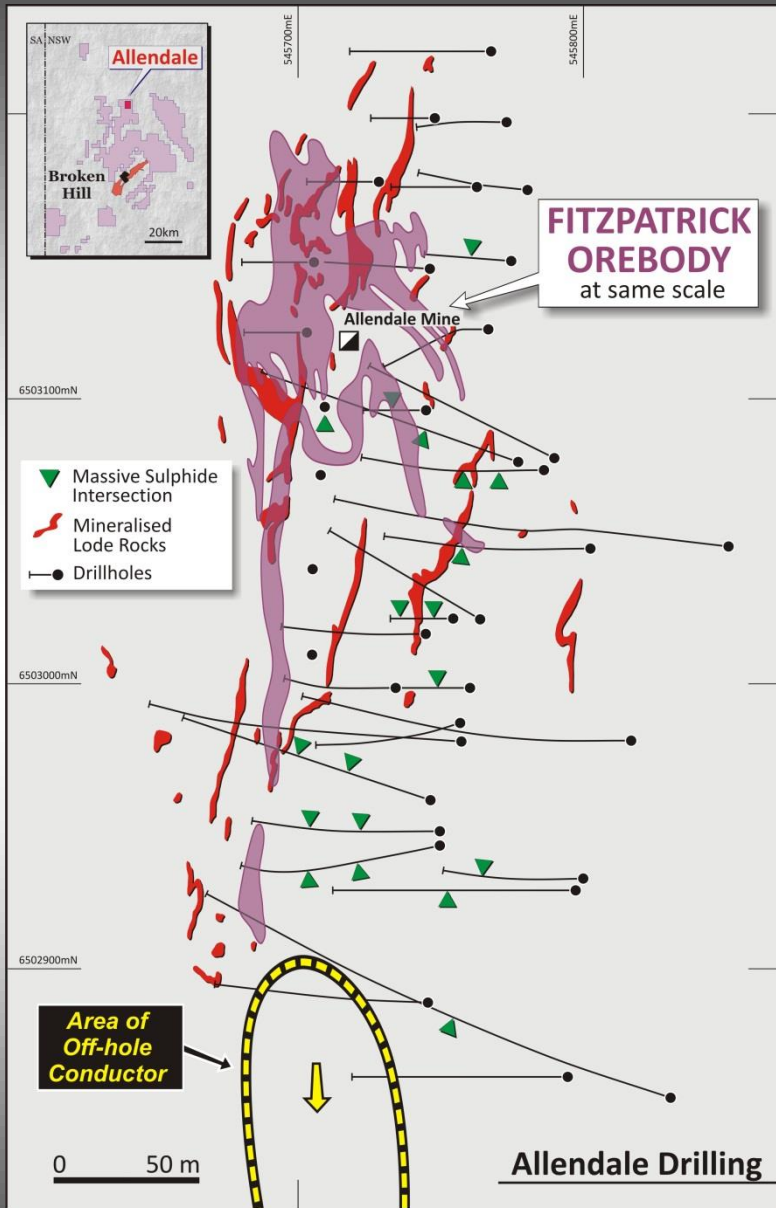 SA NSW
Allendale
Broken
Hill
20km
545700mE
545800mE
FITZPATRICK
OREBODY
at same scale
Allendale Mine
6503100mN
Massive Sulphide
Intersection
Mineralised
Lode Rocks
Drillholes
6503000mN
6502900mN
Area of
Off-hole
Conductor
0 50 m
Allendale Drilling